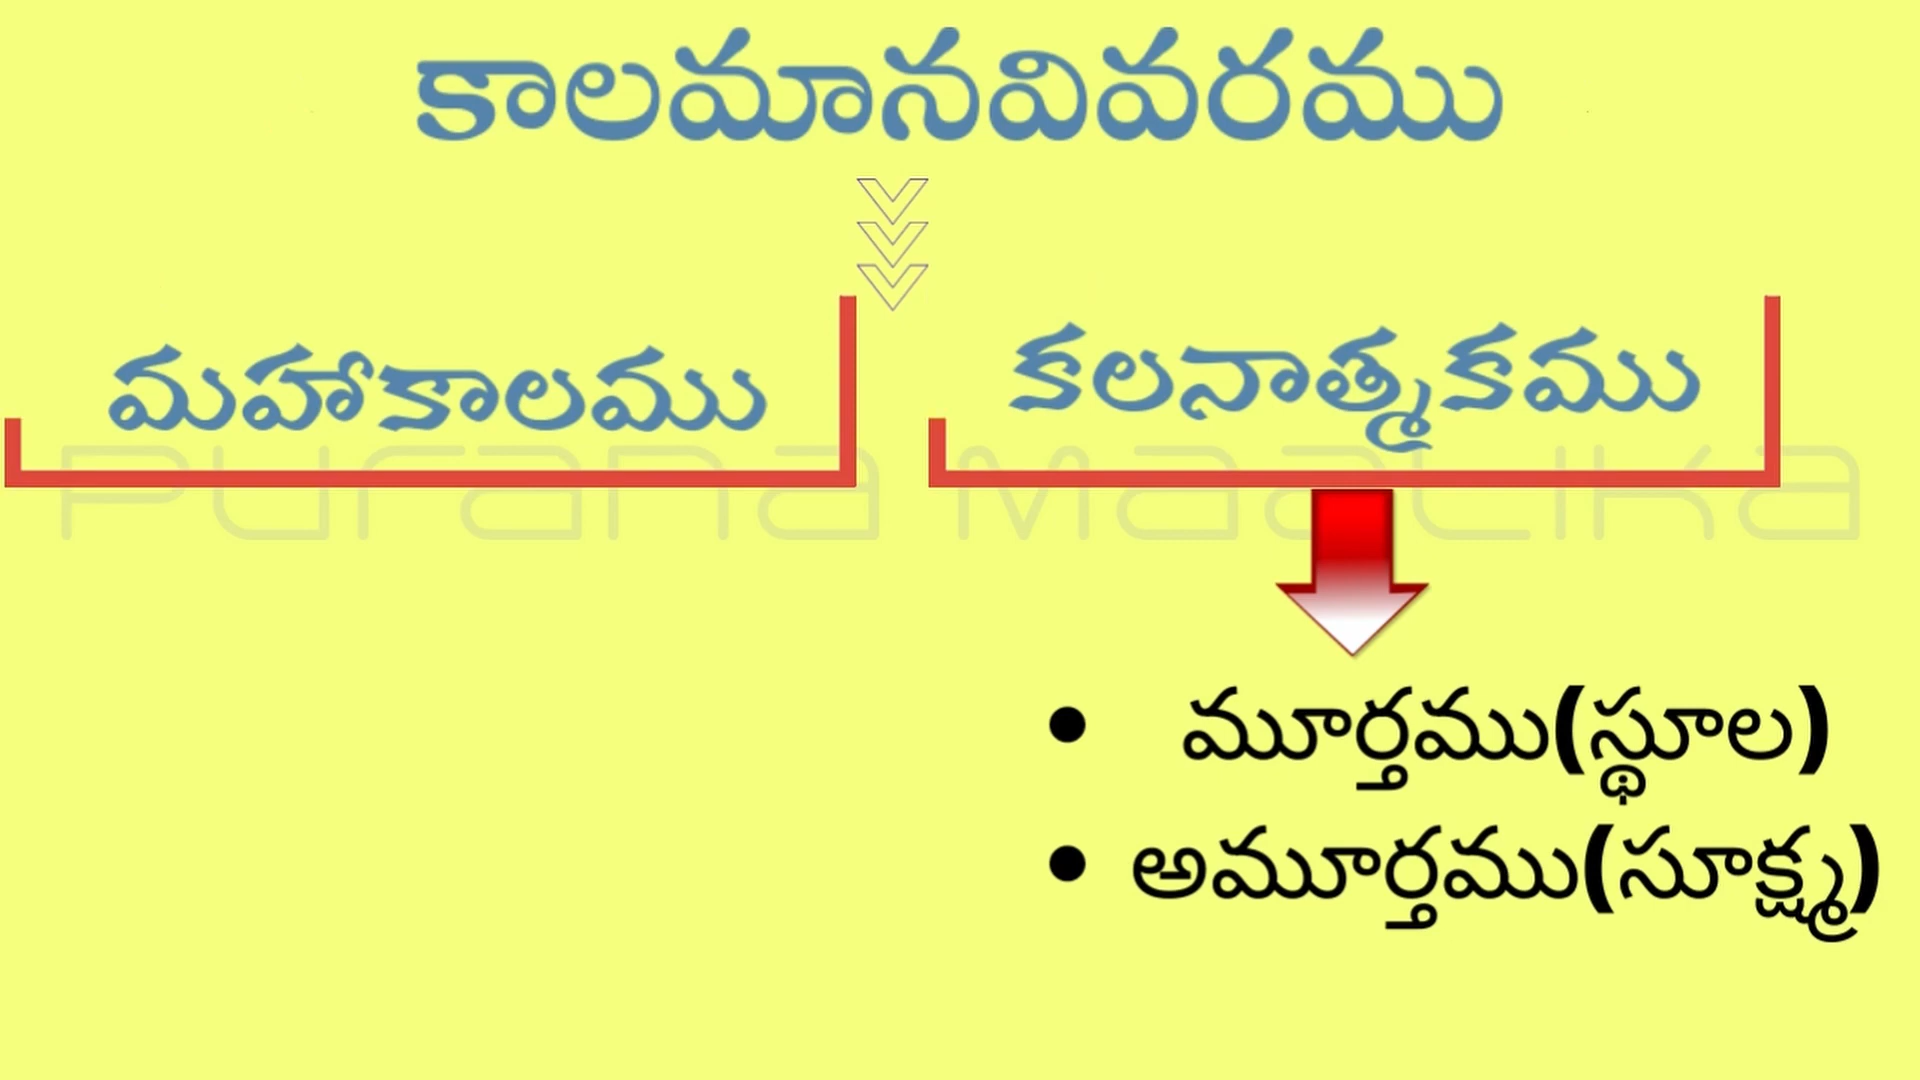 కాలమానవివరము
మహాకాలము
కలనాత్మకము
Purana Maalika
• మూర్తము(స్థూల)
• అమూర్తము(సూక్ష్మ)